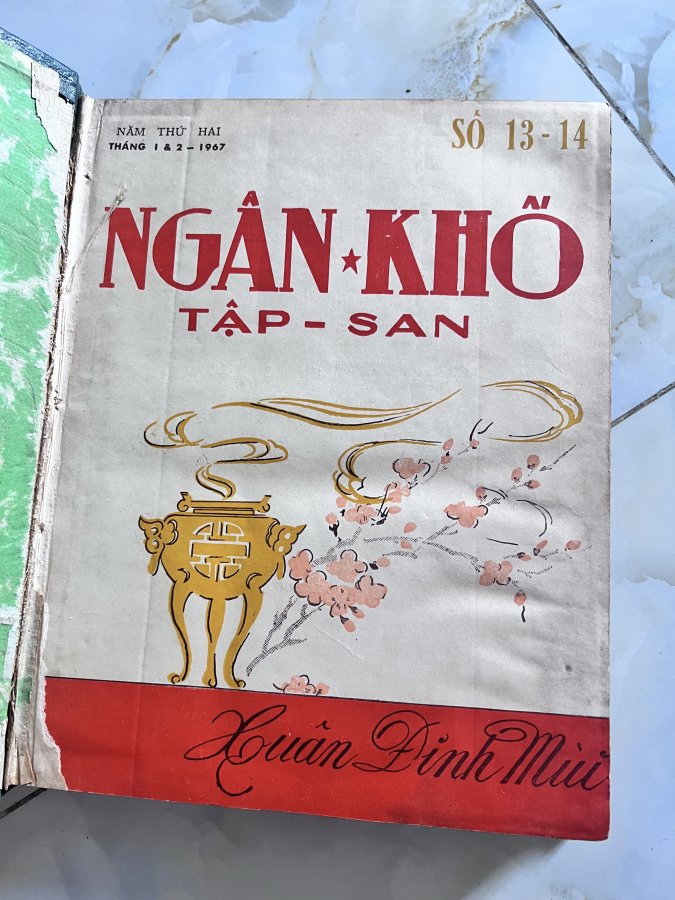 NĂM THỨ HAI
THÁNG 1 & 2 - 1967
SỐ 13-14
NGÂN★KHỐ
TẬP-SAN
Xuân Đinh Mùi